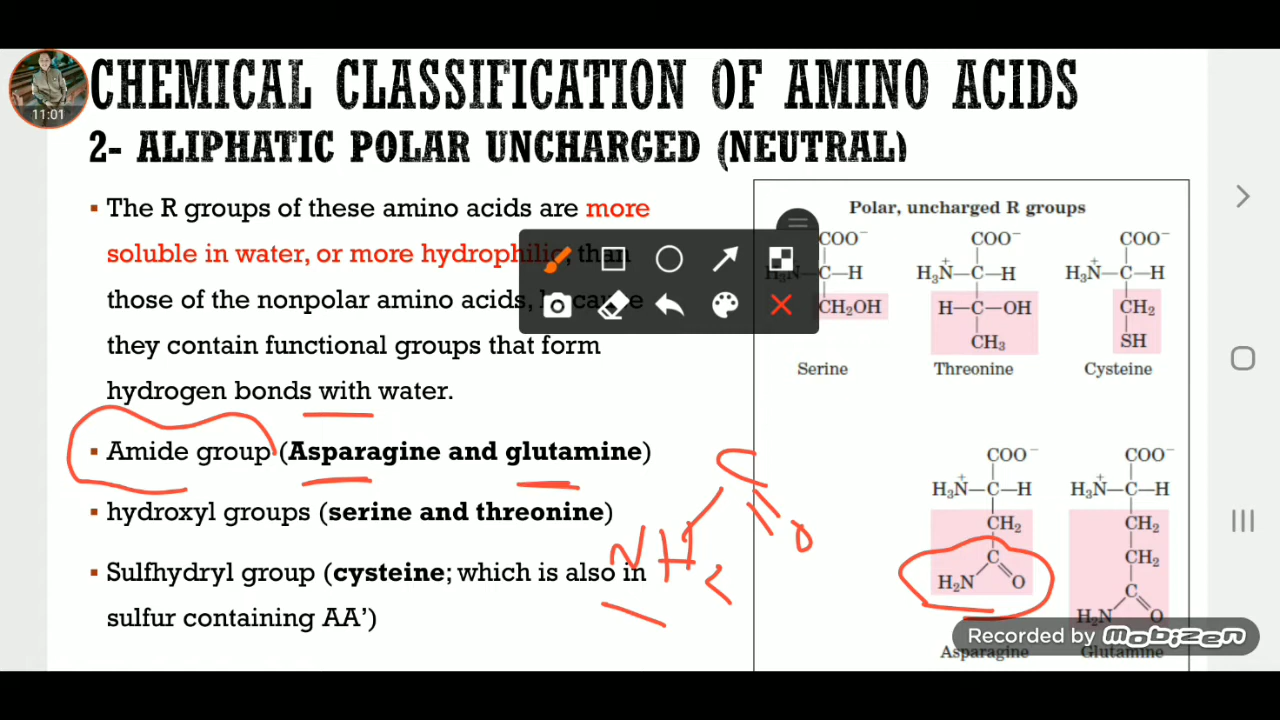 CHEMICAL CLASSIFICATION OF AMINO ACIDS
11:01
2- ALIPHATIC POLAR UNCHARGED (NEUTRAL)
▪ The R groups of these amino acids are more
soluble in water, or more hydrophilic, than
those of the nonpolar amino acids,
they contain functional groups that form
hydrogen bonds with water.
▪ Amide group (Asparagine and glutamine)
▪ hydroxyl groups (serine and threonine)
▪ Sulfhydryl group (cysteine; which is also in
sulfur containing AA’)
C
NH2 O
Polar, uncharged R groups
COO⁻ COO⁻ COO⁻
H₃N⁺—C—H H₃N⁺—C—H H₃N⁺—C—H
CH₂OH H—C—OH CH₂
CH₃ SH
Serine Threonine Cysteine
COO⁻ COO⁻
H₃N⁺—C—H H₃N⁺—C—H
CH₂ CH₂
C CH₂
H₂N O C
H₂N O
Asparagine Glutamine
Recorded by mobizen